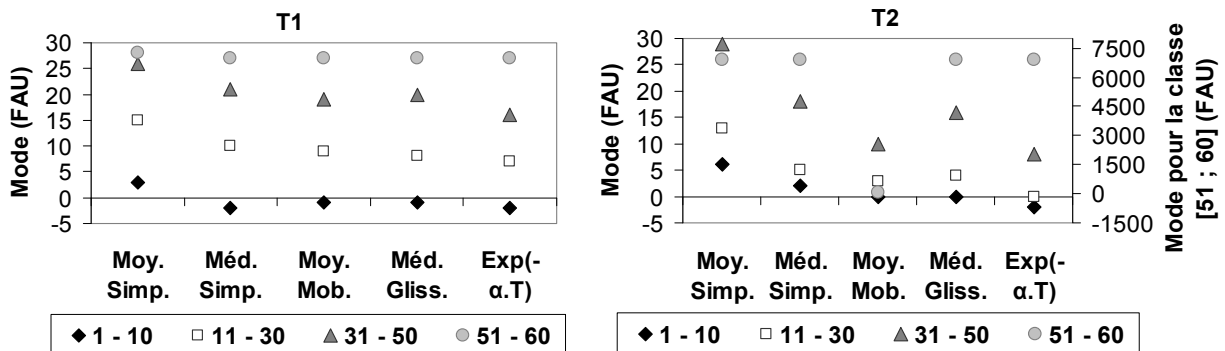 T1
Mode (FAU)
30
25
20
15
10
5
0
-5
Moy. Simp.
Méd. Simp.
Moy. Mob.
Méd. Gliss.
Exp(-α.T)
1 - 10
11 - 30
31 - 50
51 - 60
T2
Mode (FAU)
30
25
20
15
10
5
0
-5
7500
6000
4500
3000
1500
0
-1500
Mode pour la classe
[51 ; 60] (FAU)
Moy. Simp.
Méd. Simp.
Moy. Mob.
Méd. Gliss.
Exp(-α.T)
1 - 10
11 - 30
31 - 50
51 - 60